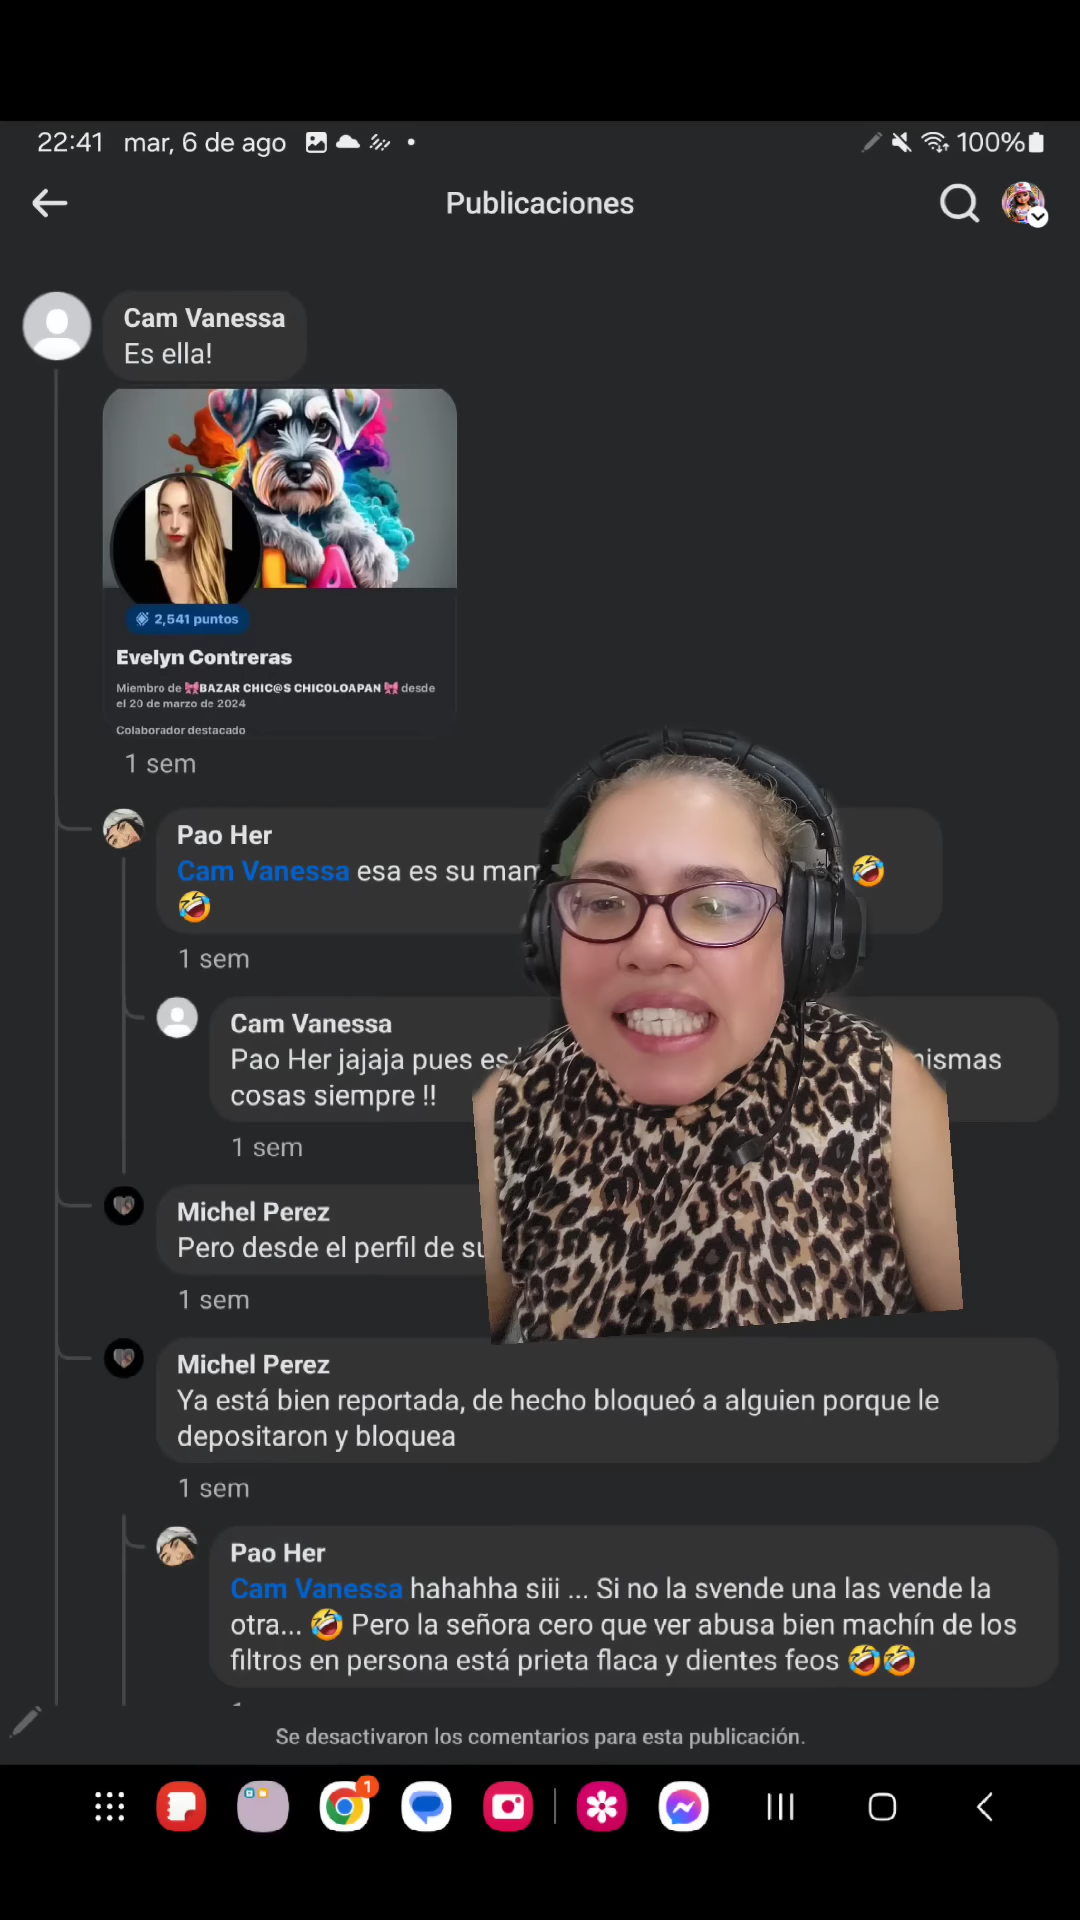 22:41 mar, 6 de ago
100%
Publicaciones
Cam Vanessa
Es ella!
LA
2,541 puntos
Evelyn Contreras
Miembro de 🎀BAZAR CHIC@S CHICOLOAPAN 🎀 desde
el 20 de marzo de 2024
Colaborador destacado
1 sem
Pao Her
Cam Vanessa esa es su 🤣
🤣
1 sem
Cam Vanessa
Pao Her jajaja pues es
cosas siempre !!
1 sem
Michel Perez
Pero desde el perfil de
1 sem
Michel Perez
Ya está bien reportada, de hecho bloqueó a alguien porque le
depositaron y bloquea
1 sem
Pao Her
Cam Vanessa hahahha siii ... Si no la svende una las vende la
otra... 🤣 Pero la señora cero que ver abusa bien machín de los
filtros en persona está prieta flaca y dientes feos 🤣🤣
Se desactivaron los comentarios para esta publicación.
1